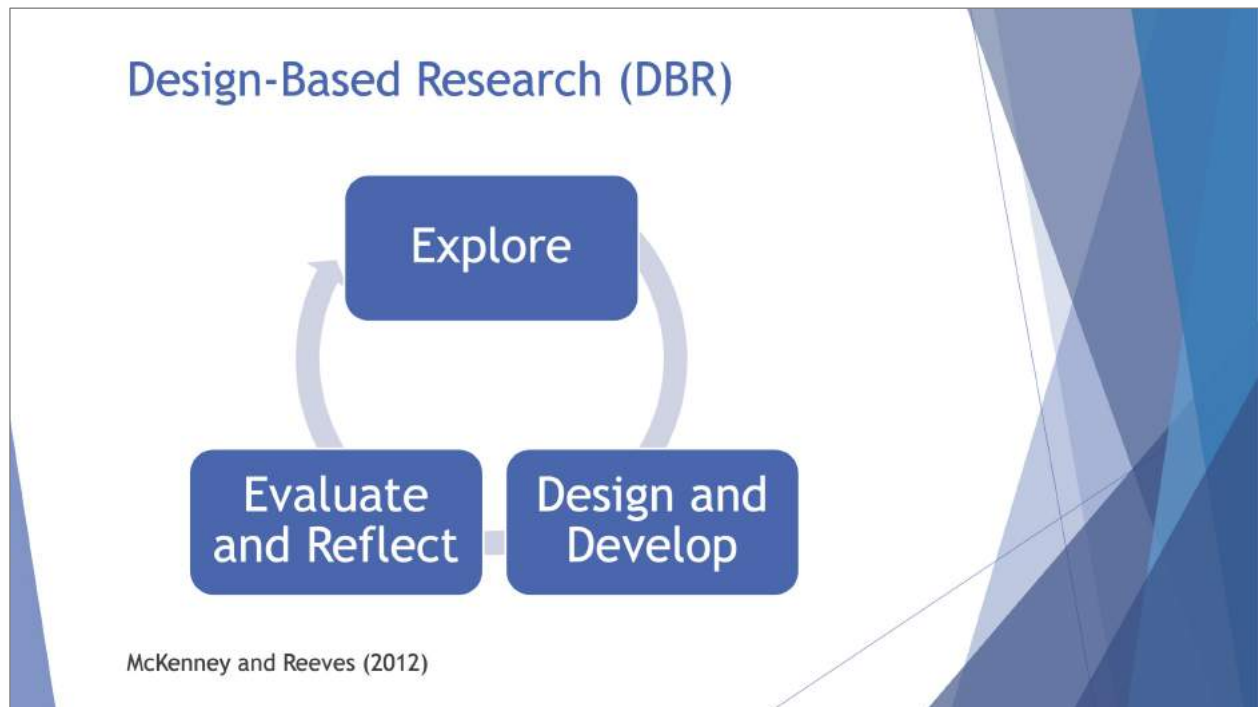 Design-Based Research (DBR)
Explore
Evaluate
and Reflect
Design and
Develop
McKenney and Reeves (2012)